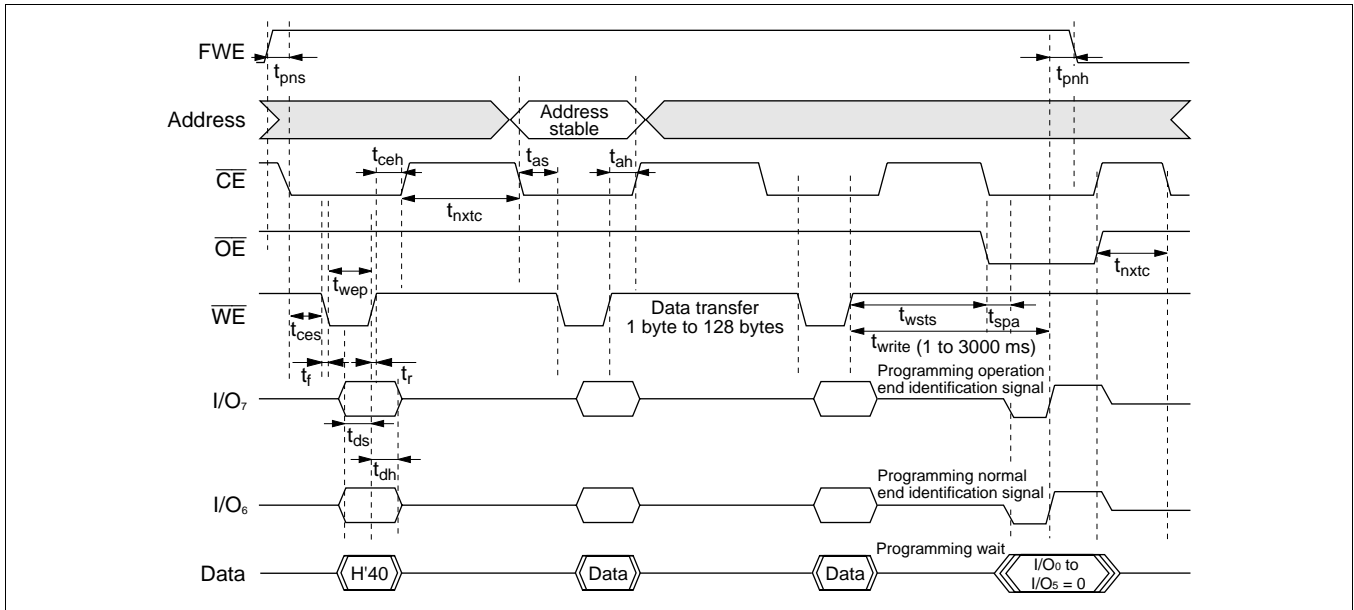 FWE
tpns
tpnh
Address
Address
stable
tceh
tas
tah
CE
tnxtc
OE
tnxtc
twep
WE
Data transfer
1 byte to 128 bytes
twsts
tspa
tces
twrite (1 to 3000 ms)
tf
tr
Programming operation
end identification signal
I/O7
tds
tdh
Programming normal
end identification signal
I/O6
Programming wait
Data
H'40
Data
Data
I/O0 to
I/O5 = 0